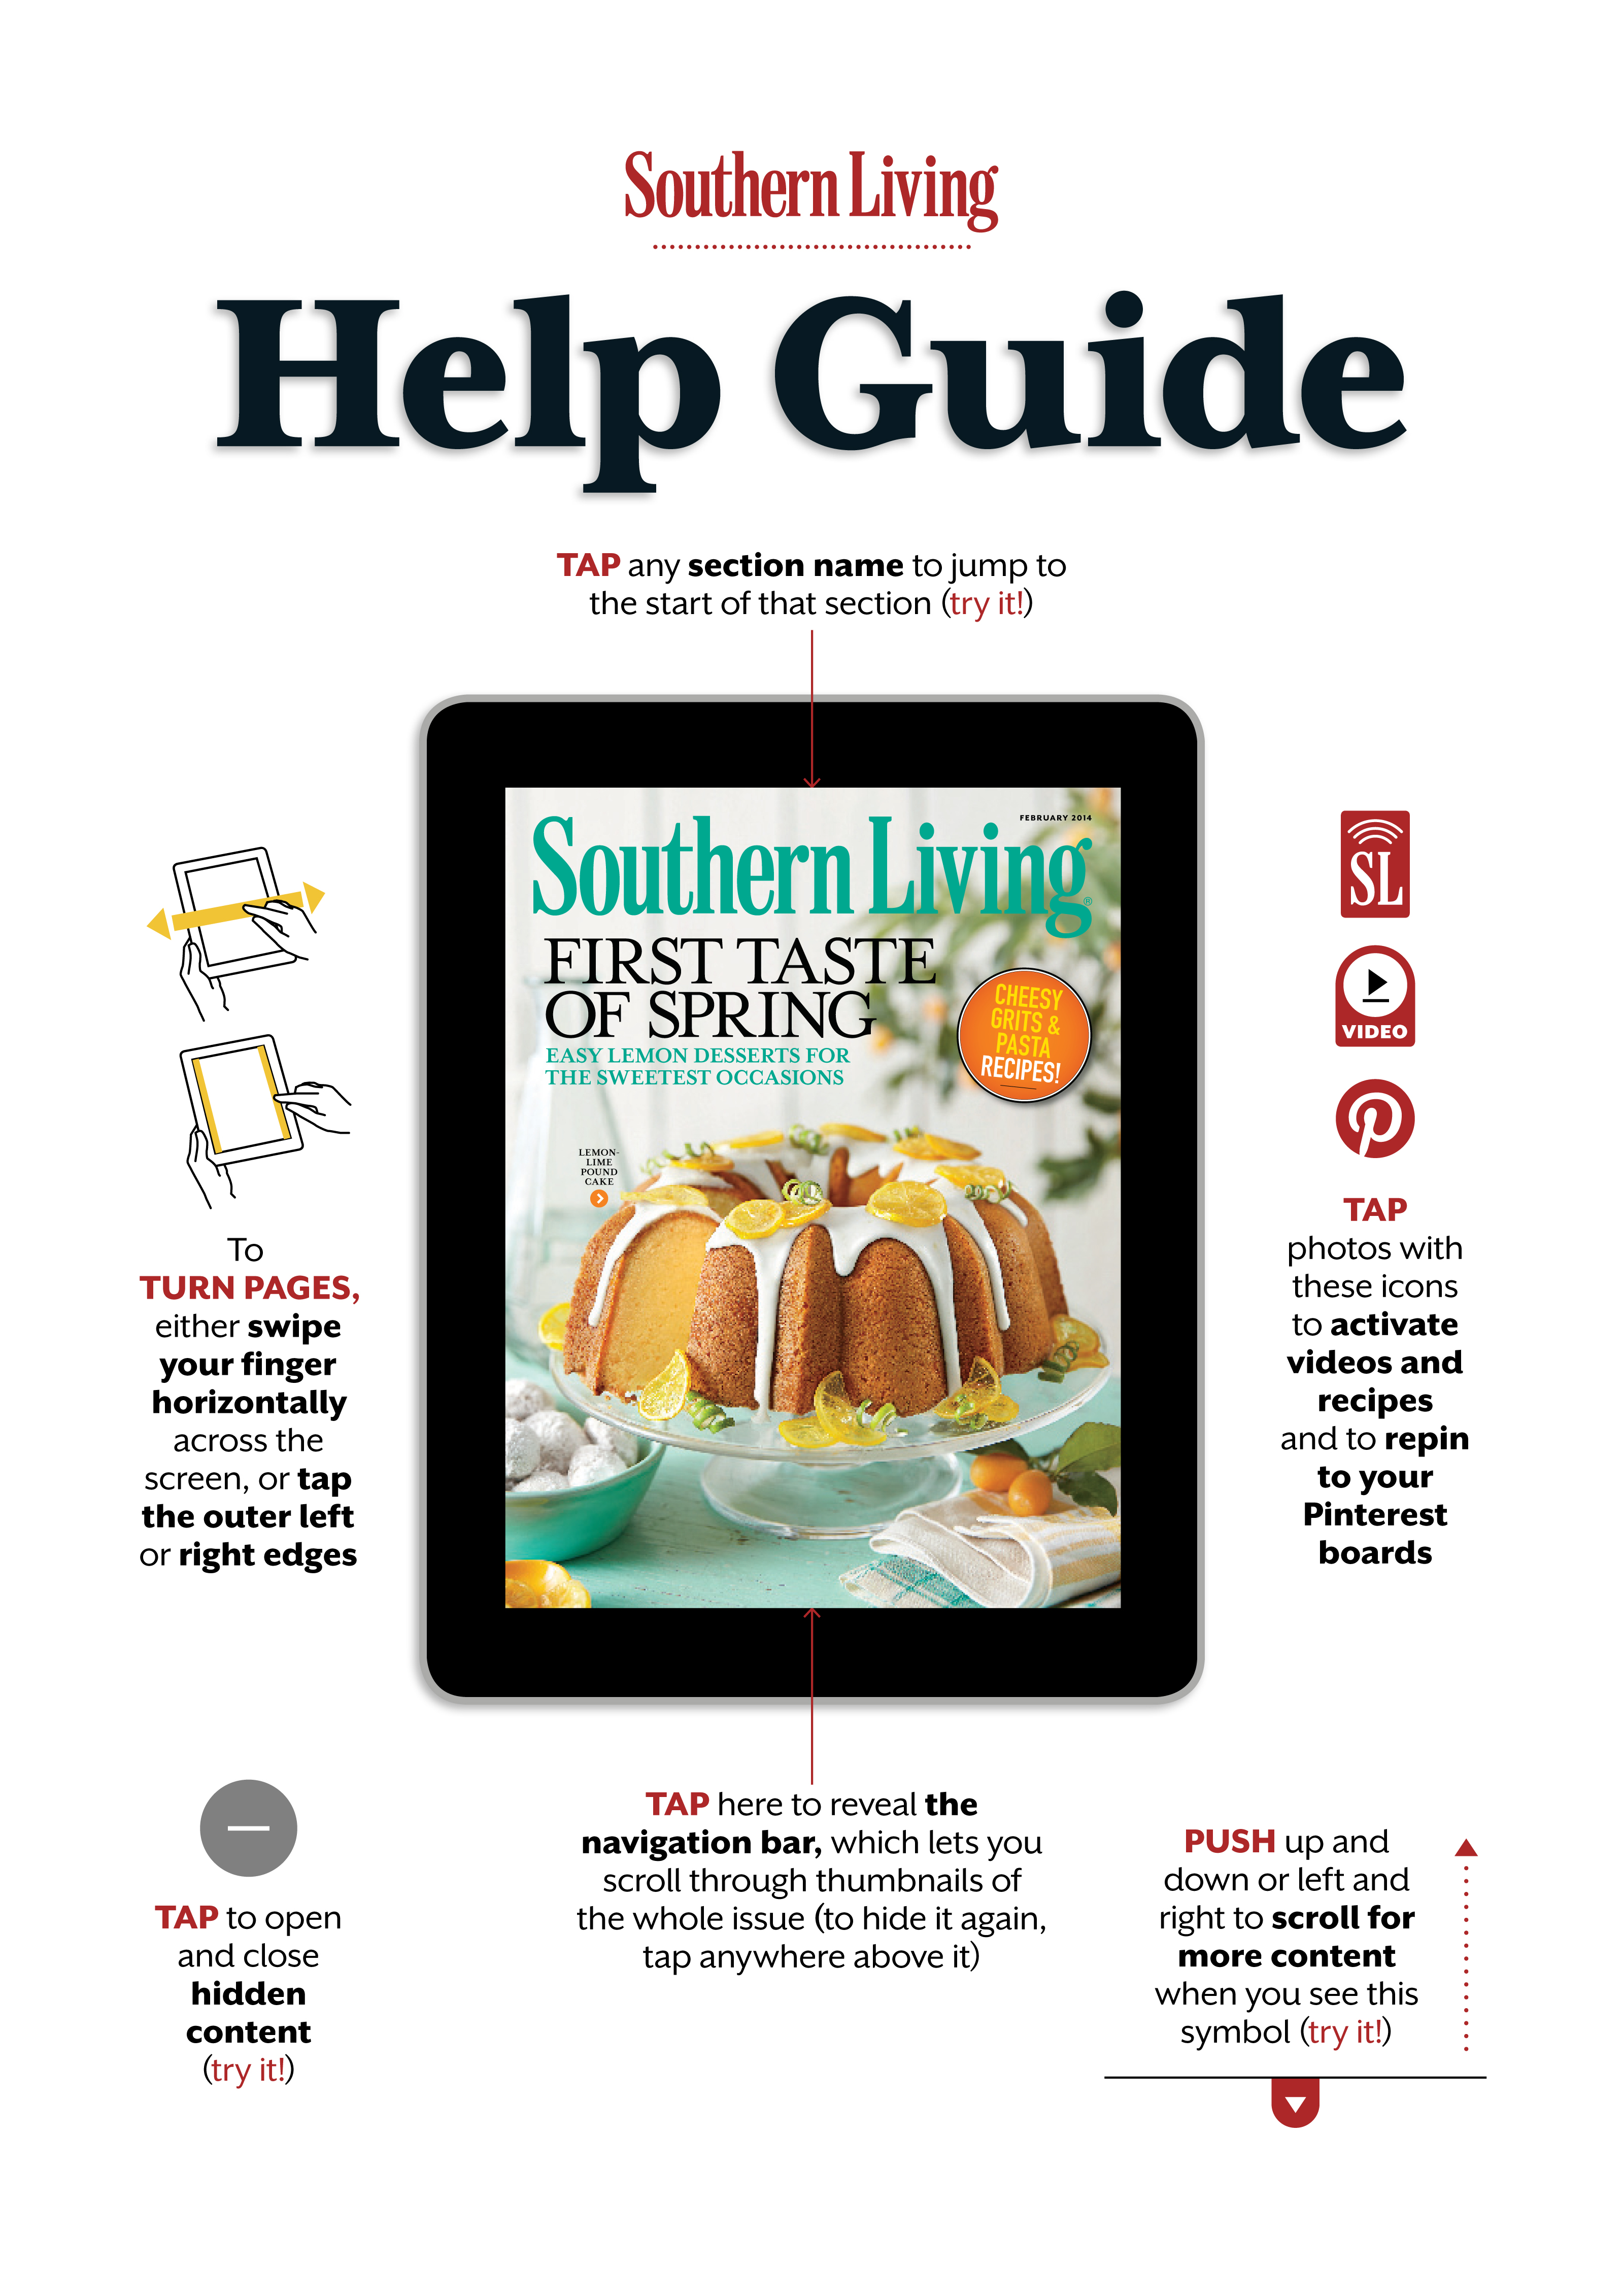 Southern Living
Help Guide
TAP any section name to jump to
the start of that section (try it!)
FEBRUARY 2014
Southern Living®
FIRST TASTE
OF SPRING
EASY LEMON DESSERTS FOR
THE SWEETEST OCCASIONS
CHEESY
GRITS &
PASTA
RECIPES!
LEMON-
LIME
POUND
CAKE
To
TURN PAGES,
either swipe
your finger
horizontally
across the
screen, or tap
the outer left
or right edges
SL
VIDEO
TAP
photos with
these icons
to activate
videos and
recipes
and to repin
to your
Pinterest
boards
TAP to open
and close
hidden
content
(try it!)
TAP here to reveal the
navigation bar, which lets you
scroll through thumbnails of
the whole issue (to hide it again,
tap anywhere above it)
PUSH up and
down or left and
right to scroll for
more content
when you see this
symbol (try it!)